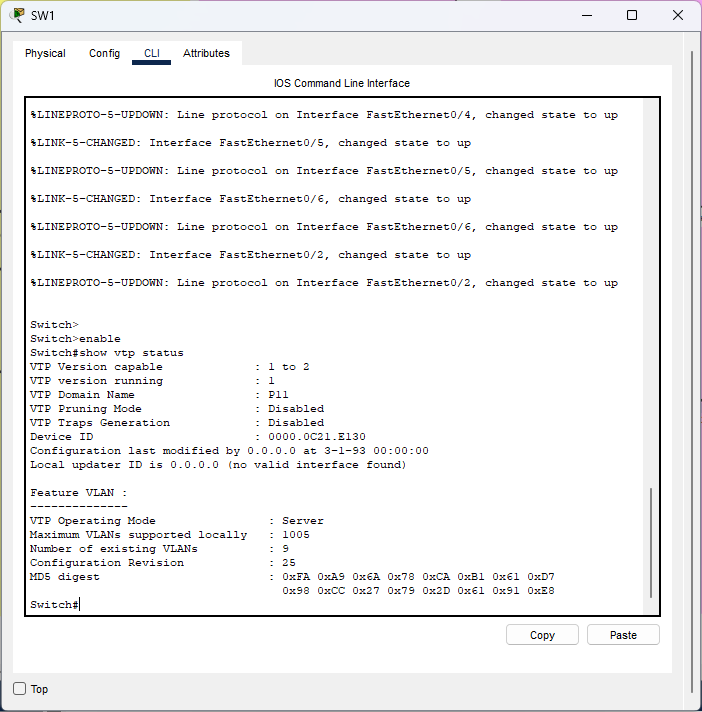 SW1
Physical Config CLI Attributes
IOS Command Line Interface
%LINEPROTO-5-UPDOWN: Line protocol on Interface FastEthernet0/4, changed state to up
%LINK-5-CHANGED: Interface FastEthernet0/5, changed state to up
%LINEPROTO-5-UPDOWN: Line protocol on Interface FastEthernet0/5, changed state to up
%LINK-5-CHANGED: Interface FastEthernet0/6, changed state to up
%LINEPROTO-5-UPDOWN: Line protocol on Interface FastEthernet0/6, changed state to up
%LINK-5-CHANGED: Interface FastEthernet0/2, changed state to up
%LINEPROTO-5-UPDOWN: Line protocol on Interface FastEthernet0/2, changed state to up
Switch>
Switch>enable
Switch#show vtp status
VTP Version capable : 1 to 2
VTP version running : 1
VTP Domain Name : P11
VTP Pruning Mode : Disabled
VTP Traps Generation : Disabled
Device ID : 0000.0C21.E130
Configuration last modified by 0.0.0.0 at 3-1-93 00:00:00
Local updater ID is 0.0.0.0 (no valid interface found)
Feature VLAN :
--------------
VTP Operating Mode : Server
Maximum VLANs supported locally : 1005
Number of existing VLANs : 9
Configuration Revision : 25
MD5 digest : 0xFA 0xA9 0x6A 0x78 0xCA 0xB1 0x61 0xD7
0x98 0xCC 0x27 0x79 0x2D 0x61 0x91 0xE8
Switch#
Copy Paste
Top